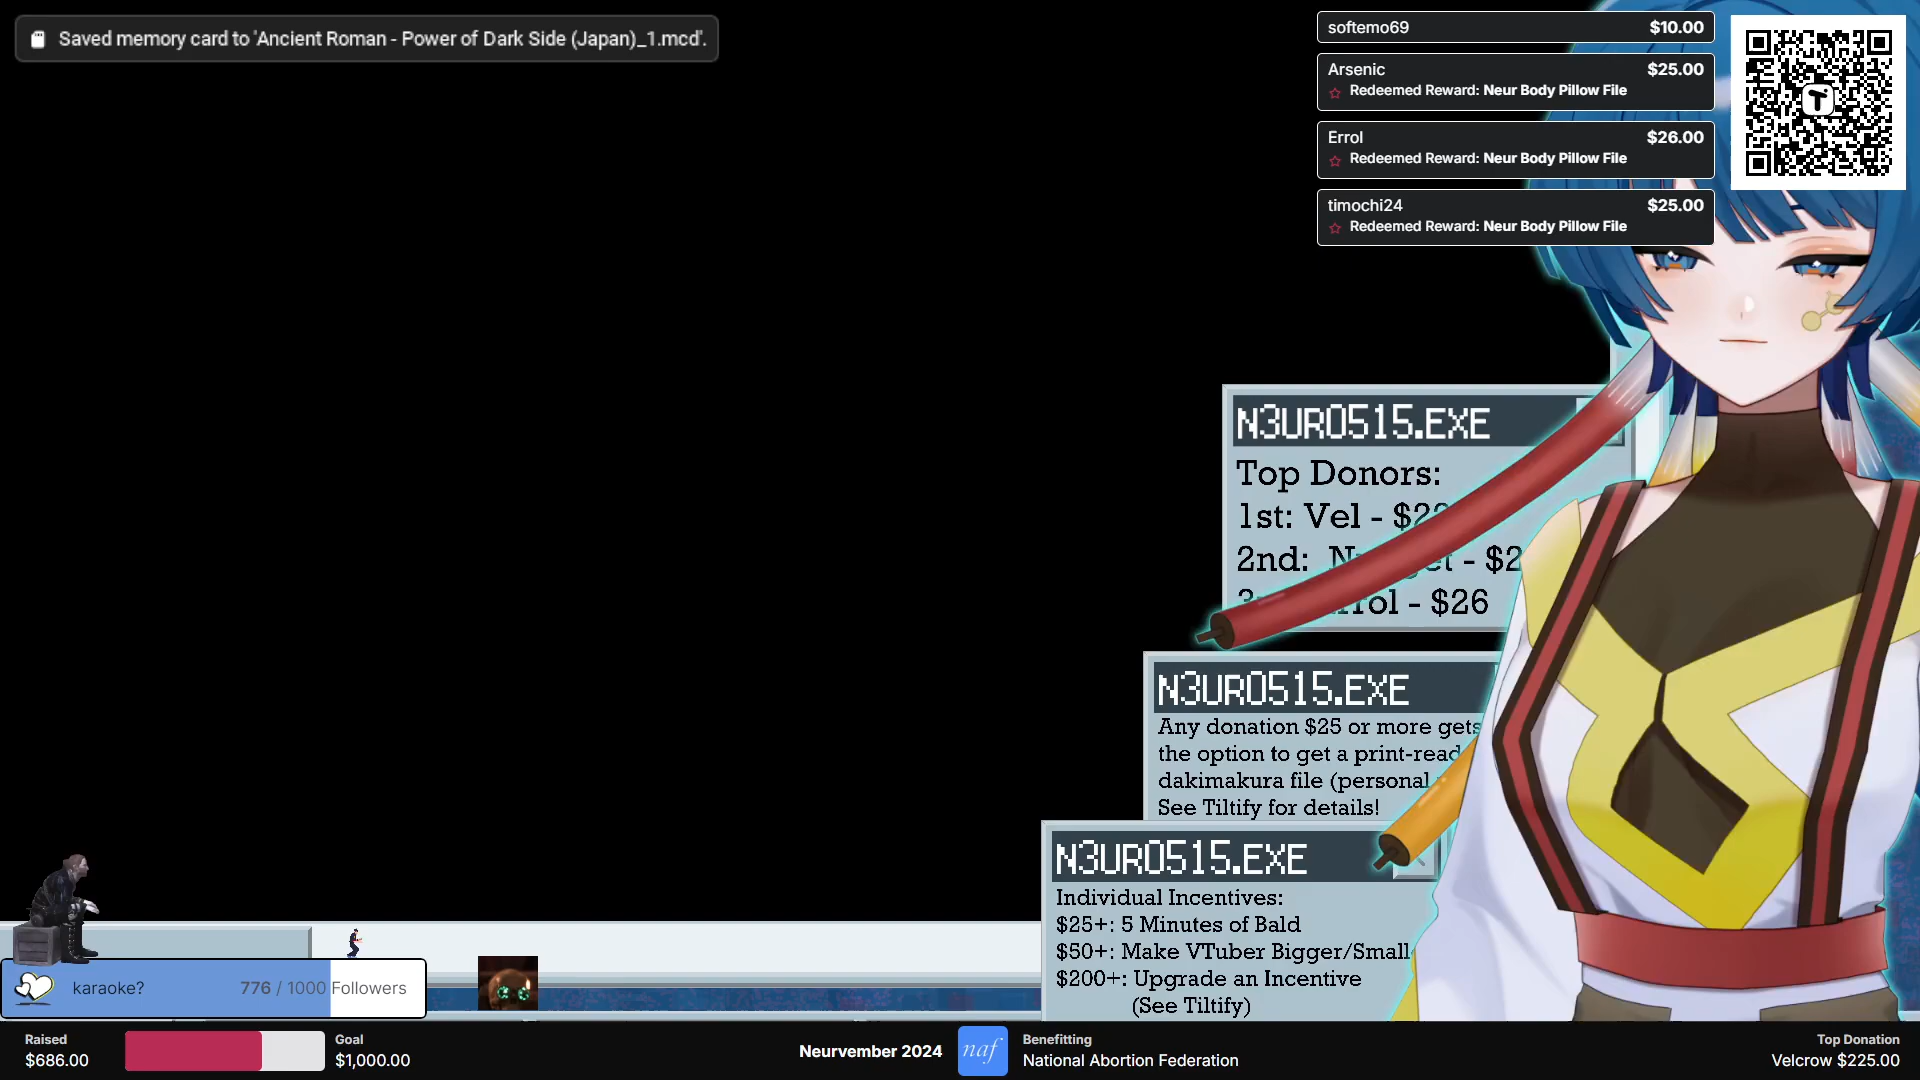 Saved memory card to 'Ancient Roman - Power of Dark Side (Japan)_1.mcd'.
softemo69 $10.00
Arsenic $25.00
Redeemed Reward: Neur Body Pillow File
Errol $26.00
Redeemed Reward: Neur Body Pillow File
timochi24 $25.00
Redeemed Reward: Neur Body Pillow File
N3UR0515.EXE
Top Donors:
1st: Vel - $22
2nd: - $2
- $26
N3UR0515.EXE
Any donation $25 or more gets
the option to get a print-read
dakimakura file (personal
See Tiltify for details!
N3UR0515.EXE
Individual Incentives:
$25+: 5 Minutes of Bald
$50+: Make VTuber Bigger/Small
$200+: Upgrade an Incentive
(See Tiltify)
karaoke? 776 / 1000 Followers
Raised
$686.00
Goal
$1,000.00
Neurvember 2024
naf
Benefitting
National Abortion Federation
Top Donation
Velcrow $225.00